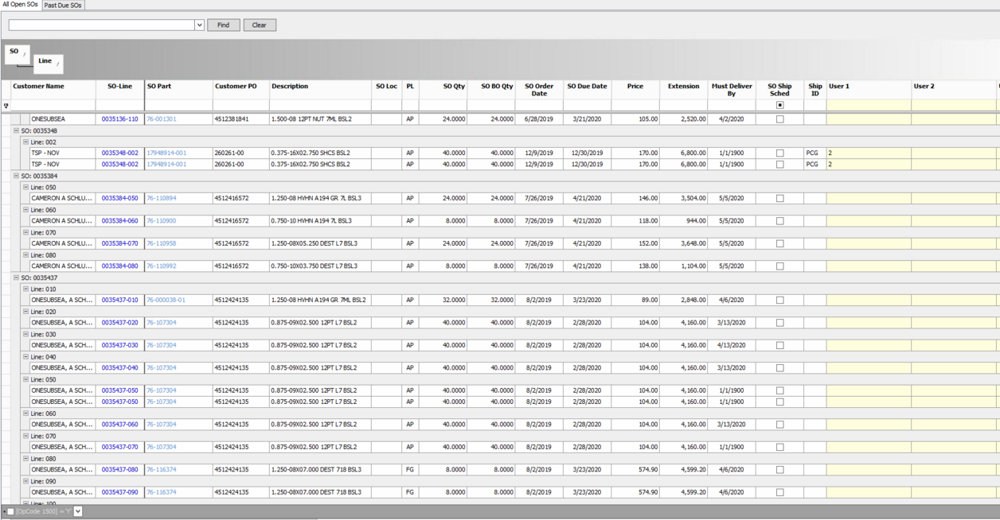 All Open SOs Past Due SOs
Find Clear
SO /
Line /
Customer Name SO-Line SO Part Customer PO Description SO Loc PL SO Qty SO BO Qty SO Order Date SO Due Date Price Extension Must Deliver By SO Ship Sched Ship ID User 1 User 2
ONESUBSEA 0035136-110 76-001301 4512381841 1.500-08 12PT NUT 7ML BSL2 AP 24.0000 24.0000 6/28/2019 3/21/2020 105.00 2,520.00 4/2/2020
SO: 0035348
Line: 002
TSP - NOV 0035348-002 17948914-001 260261-00 0.375-16X02.750 SHCS BSL2 AP 40.0000 40.0000 12/9/2019 12/30/2019 170.00 6,800.00 1/1/1900 PCG 2
TSP - NOV 0035348-002 17948914-001 260261-00 0.375-16X02.750 SHCS BSL2 AP 40.0000 40.0000 12/9/2019 12/30/2019 170.00 6,800.00 1/1/1900 PCG 2
SO: 0035384
Line: 050
CAMERON A SCHLU... 0035384-050 76-110894 4512416572 1.250-08 HVHN A194 GR 7L BSL3 AP 24.0000 24.0000 7/26/2019 4/21/2020 146.00 3,504.00 5/5/2020
Line: 060
CAMERON A SCHLU... 0035384-060 76-110900 4512416572 0.750-10 HVHN A194 7L BSL3 AP 8.0000 8.0000 7/26/2019 4/21/2020 118.00 944.00 5/5/2020
Line: 070
CAMERON A SCHLU... 0035384-070 76-110958 4512416572 1.250-08X05.250 DEST L7 BSL3 AP 24.0000 24.0000 7/26/2019 4/21/2020 152.00 3,648.00 5/5/2020
Line: 080
CAMERON A SCHLU... 0035384-080 76-110992 4512416572 0.750-10X03.750 DEST L7 BSL3 AP 8.0000 8.0000 7/26/2019 4/21/2020 138.00 1,104.00 5/5/2020
SO: 0035437
Line: 010
ONESUBSEA, A SCH... 0035437-010 76-000038-01 4512424135 1.250-08 HVHN A194 GR 7ML BSL2 AP 32.0000 32.0000 8/2/2019 3/23/2020 89.00 2,848.00 4/6/2020
Line: 020
ONESUBSEA, A SCH... 0035437-020 76-107304 4512424135 0.875-09X02.500 12PT L7 BSL2 AP 40.0000 40.0000 8/2/2019 2/28/2020 104.00 4,160.00 3/13/2020
Line: 030
ONESUBSEA, A SCH... 0035437-030 76-107304 4512424135 0.875-09X02.500 12PT L7 BSL2 AP 40.0000 40.0000 8/2/2019 2/28/2020 104.00 4,160.00 4/13/2020
Line: 040
ONESUBSEA, A SCH... 0035437-040 76-107304 4512424135 0.875-09X02.500 12PT L7 BSL2 AP 40.0000 40.0000 8/2/2019 2/28/2020 104.00 4,160.00 3/13/2020
Line: 050
ONESUBSEA, A SCH... 0035437-050 76-107304 4512424135 0.875-09X02.500 12PT L7 BSL2 AP 40.0000 40.0000 8/2/2019 2/28/2020 104.00 4,160.00 1/1/1900
ONESUBSEA, A SCH... 0035437-050 76-107304 4512424135 0.875-09X02.500 12PT L7 BSL2 AP 40.0000 40.0000 8/2/2019 2/28/2020 104.00 4,160.00 1/1/1900
Line: 060
ONESUBSEA, A SCH... 0035437-060 76-107304 4512424135 0.875-09X02.500 12PT L7 BSL2 AP 40.0000 40.0000 8/2/2019 2/28/2020 104.00 4,160.00 3/13/2020
Line: 070
ONESUBSEA, A SCH... 0035437-070 76-107304 4512424135 0.875-09X02.500 12PT L7 BSL2 AP 40.0000 40.0000 8/2/2019 2/28/2020 104.00 4,160.00 1/1/1900
Line: 080
ONESUBSEA, A SCH... 0035437-080 76-116374 4512424135 1.250-08X07.000 DEST 718 BSL3 FG 8.0000 8.0000 8/2/2019 3/23/2020 574.90 4,599.20 4/6/2020
Line: 090
ONESUBSEA, A SCH... 0035437-090 76-116374 4512424135 1.250-08X07.000 DEST 718 BSL3 FG 8.0000 8.0000 8/2/2019 3/23/2020 574.90 4,599.20 4/6/2020
Line: 100
[OpCode 1500] = 'Y'